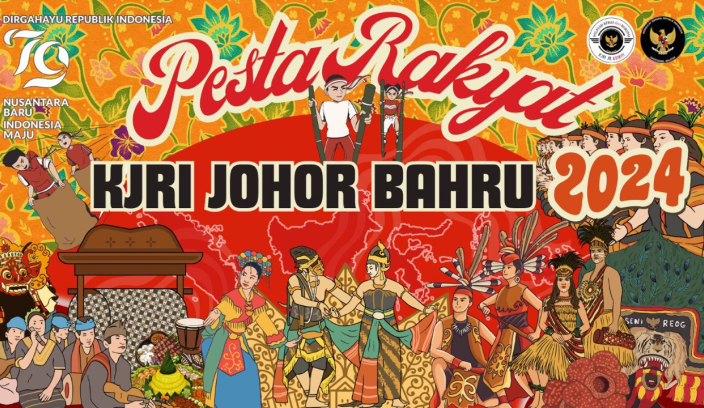 DIRGAHAYU REPUBLIK INDONESIA
79
NUSANTARA
BARU
INDONESIA
MAJU
Pesta Rakyat
KJRI JOHOR BAHRU 2024
SENI REOG